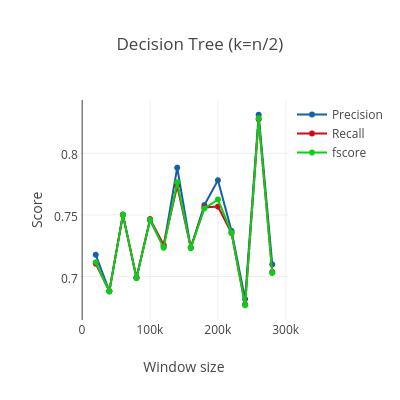 Decision Tree (k=n/2)
Precision
Recall
fscore
0.8
0.75
0.7
Score
0 100k 200k 300k
Window size